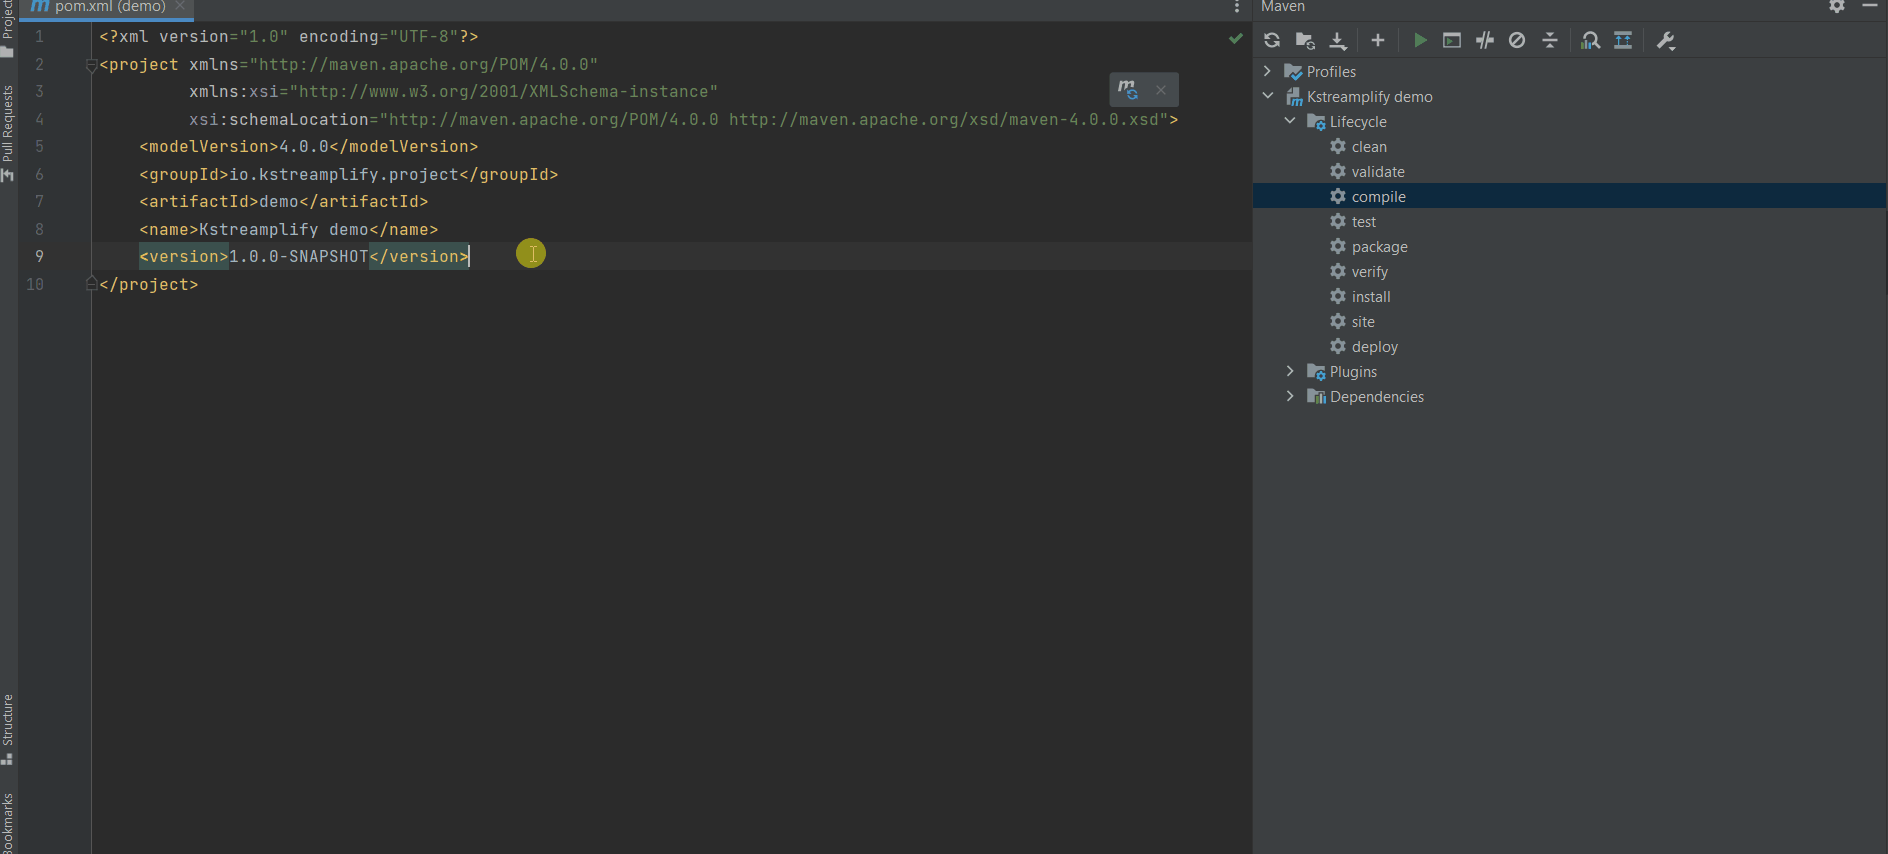 pom.xml (demo)
1 <?xml version="1.0" encoding="UTF-8"?>
2 <project xmlns="http://maven.apache.org/POM/4.0.0"
3 xmlns:xsi="http://www.w3.org/2001/XMLSchema-instance"
4 xsi:schemaLocation="http://maven.apache.org/POM/4.0.0 http://maven.apache.org/xsd/maven-4.0.0.xsd">
5 <modelVersion>4.0.0</modelVersion>
6 <groupId>io.kstreamplify.project</groupId>
7 <artifactId>demo</artifactId>
8 <name>Kstreamplify demo</name>
9 <version>1.0.0-SNAPSHOT</version>
10 </project>
Project
Pull Requests
Structure
Bookmarks
Maven
Profiles
Kstreamplify demo
Lifecycle
clean
validate
compile
test
package
verify
install
site
deploy
Plugins
Dependencies